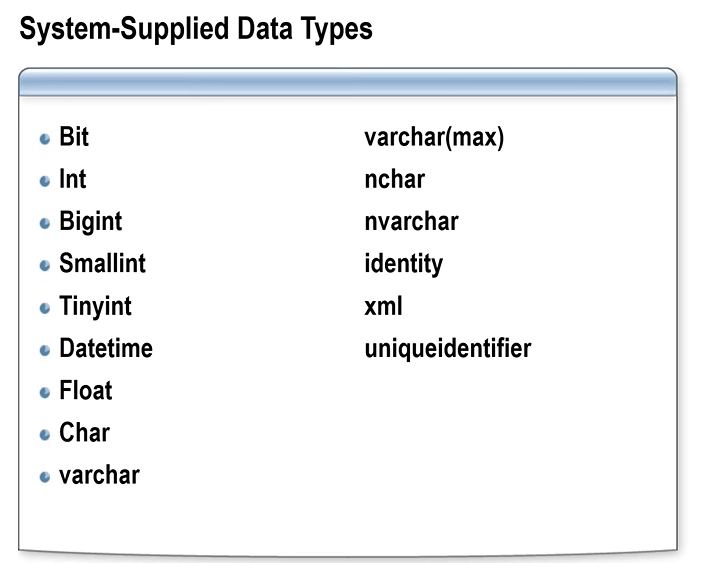 System-Supplied Data Types
Bit
Int
Bigint
Smallint
Tinyint
Datetime
Float
Char
varchar
varchar(max)
nchar
nvarchar
identity
xml
uniqueidentifier